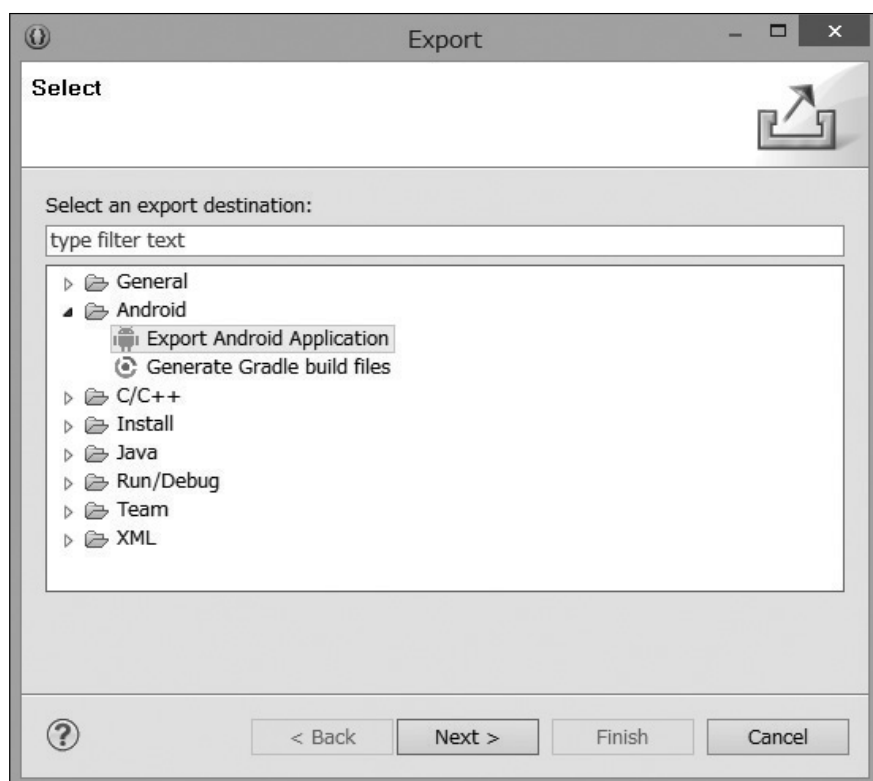 Export
Select
Select an export destination:
type filter text
General
Android
Export Android Application
Generate Gradle build files
C/C++
Install
Java
Run/Debug
Team
XML
? < Back Next > Finish Cancel